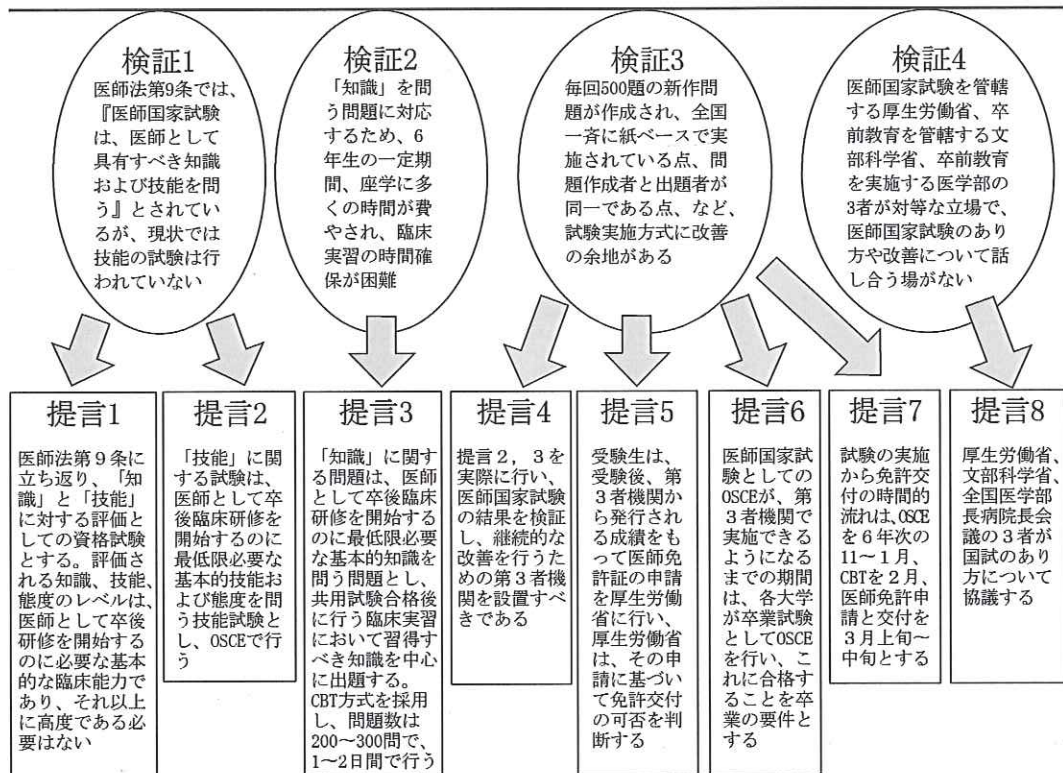 検証1
医師法第9条では、
『医師国家試験
は、医師として
具有すべき知識
および技能を問
う』とされてい
るが、現状では
技能の試験は行
われていない
検証2
「知識」を問
う問題に対応
するため、6
年生の一定期
間、座学に多
くの時間が費
やされ、臨床
実習の時間確
保が困難
検証3
毎回500題の新作問
題が作成され、全国
一斉に紙ベースで実
施されている点、問
題作成者と出題者が
同一である点、など、
試験実施方式に改善
の余地がある
検証4
医師国家試験を管轄
する厚生労働省、卒
前教育を管轄する文
部科学省、卒前教育
を実施する医学部の
3者が対等な立場で、
医師国家試験のあり
方や改善について話
し合う場がない
提言1
医師法第９条に
立ち返り、「知
識」と「技能」
に対する評価と
しての資格試験
とする。評価さ
れる知識、技能、
態度のレベルは、
医師として卒後
研修を開始する
のに必要な基本
的な臨床能力で
あり、それ以上
に高度である必
要はない
提言2
「技能」に関
する試験は、
医師として卒
後臨床研修を
開始するのに
最低限必要な
基本的技能お
よび態度を問
う技能試験と
し、OSCEで行
う
提言3
「知識」に関す
る問題は、医師
として卒後臨床
研修を開始する
のに最低限必要
な基本的知識を
問う問題とし、
共用試験合格後
に行う臨床実習
において習得す
べき知識を中心
に出題する。
CBT方式を採用
し、問題数は
200～300問で、
1～2日間で行う
提言4
提言２，３を
実際に行い、
医師国家試験
の結果を検証
し、継続的な
改善を行うた
めの第３者機
関を設置すべ
きである
提言5
受験生は、
受験後、第
３者機関か
ら発行され
る成績をも
って医師免
許証の申請
を厚生労働
省に行い、
厚生労働省
は、その申
請に基づい
て免許交付
の可否を判
断する
提言6
医師国家試
験としての
OSCEが、第
３者機関で
実施できる
ようになる
までの期間
は、各大学
が卒業試験
としてOSCE
を行い、こ
れに合格す
ることを卒
業の要件と
する
提言7
試験の実施
から免許交
付の時間的
流れは、OSCE
を６年次の
11～１月、
CBTを２月、
医師免許申
請と交付を
３月上旬～
中旬とする
提言8
厚生労働省、
文部科学省、
全国医学部
長病院長会
議の３者が
国試のあり
方について
協議する